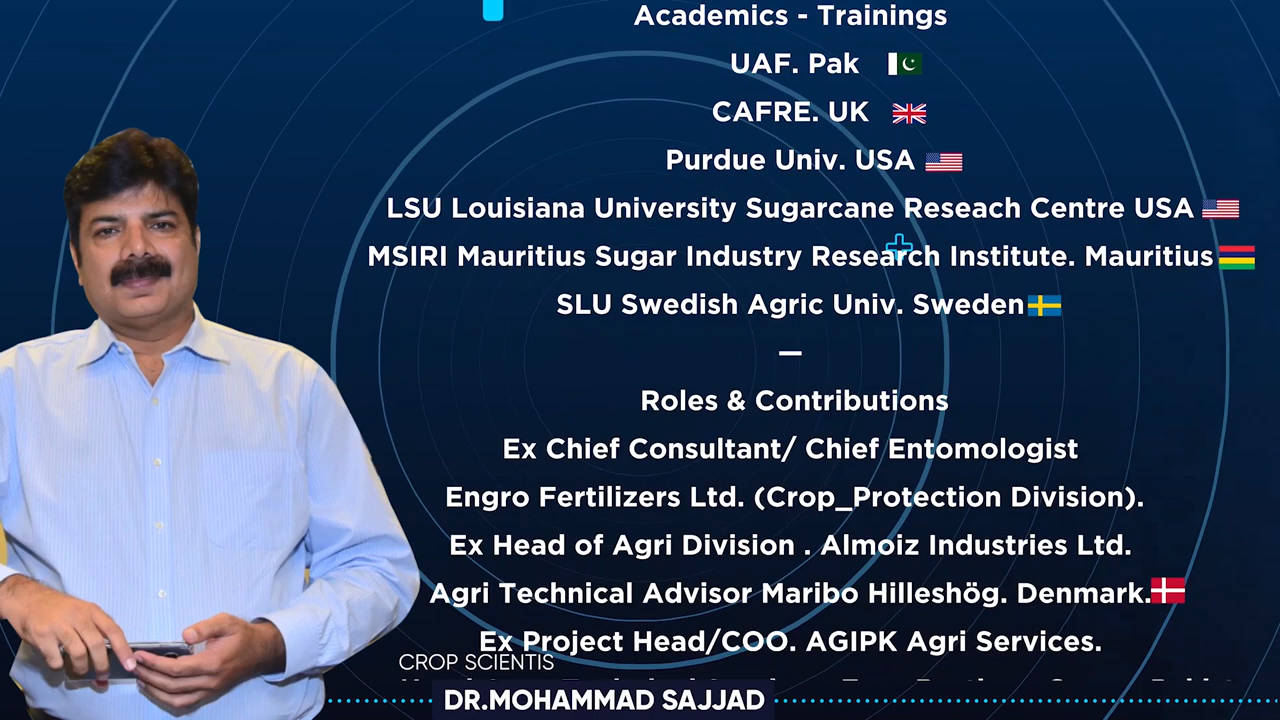 Academics - Trainings
UAF. Pak
CAFRE. UK
Purdue Univ. USA
LSU Louisiana University Sugarcane Reseach Centre USA
MSIRI Mauritius Sugar Industry Research Institute. Mauritius
SLU Swedish Agric Univ. Sweden
—
Roles & Contributions
Ex Chief Consultant/ Chief Entomologist
Engro Fertilizers Ltd. (Crop_Protection Division).
Ex Head of Agri Division . Almoiz Industries Ltd.
Agri Technical Advisor Maribo Hilleshög. Denmark.
Ex Project Head/COO. AGIPK Agri Services.
CROP SCIENTIS
DR.MOHAMMAD SAJJAD